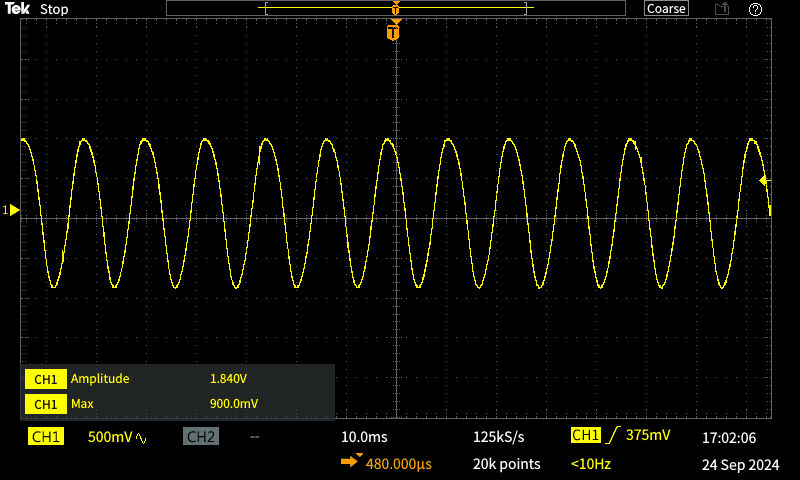 Tek Stop T Coarse ?
T
1
CH1 Amplitude 1.840V
CH1 Max 900.0mV
CH1 500mV CH2 -- 10.0ms 125kS/s CH1 375mV 17:02:06
480.000µs 20k points <10Hz 24 Sep 2024